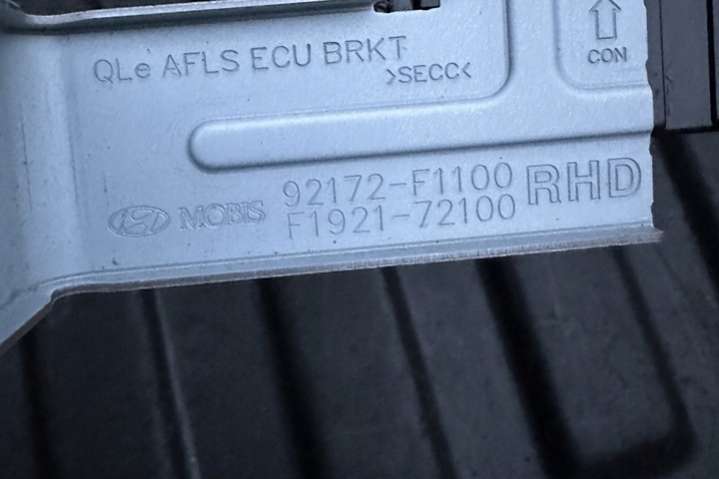 QLe AFLS ECU BRKT
>SECC<
CON
MOBIS
92172-F1100
F1921-72100
RHD